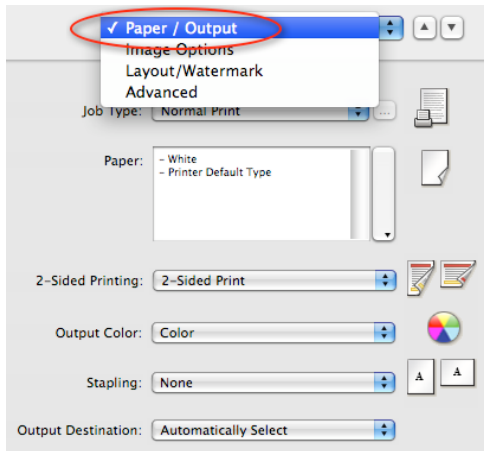 ✓ Paper / Output
Image Options
Layout/Watermark
Advanced
Job Type: Normal Print ...
Paper: - White
- Printer Default Type
2-Sided Printing: 2-Sided Print
Output Color: Color
Stapling: None
A A
Output Destination: Automatically Select